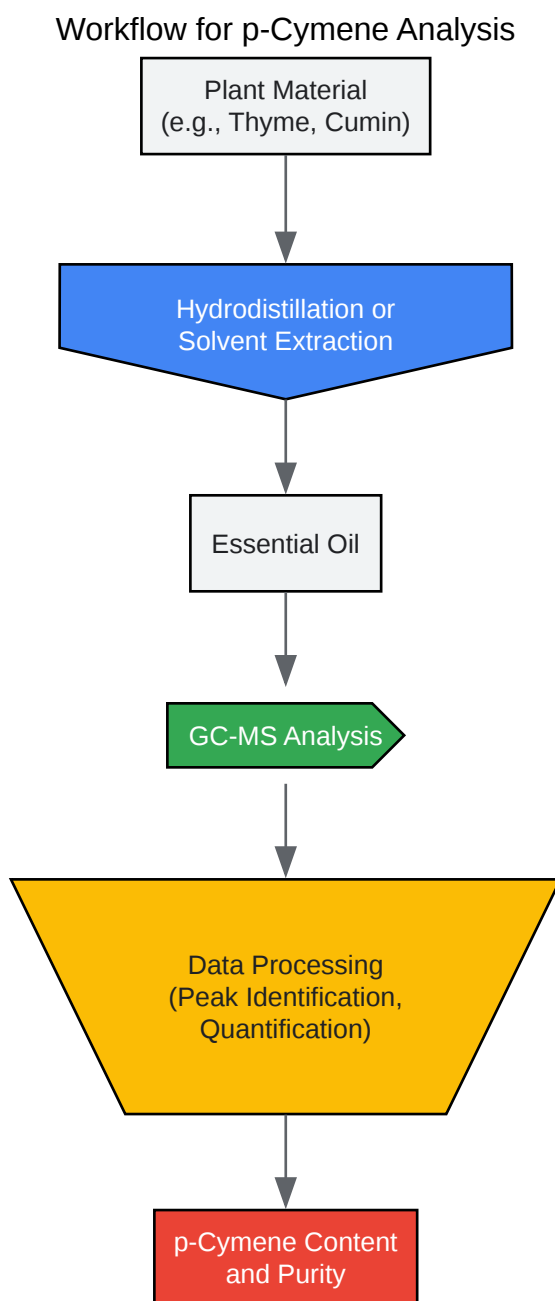 Workflow for p-Cymene Analysis
Plant Material
(e.g., Thyme, Cumin)
Hydrodistillation or
Solvent Extraction
Essential Oil
GC-MS Analysis
Data Processing
(Peak Identification,
Quantification)
p-Cymene Content
and Purity